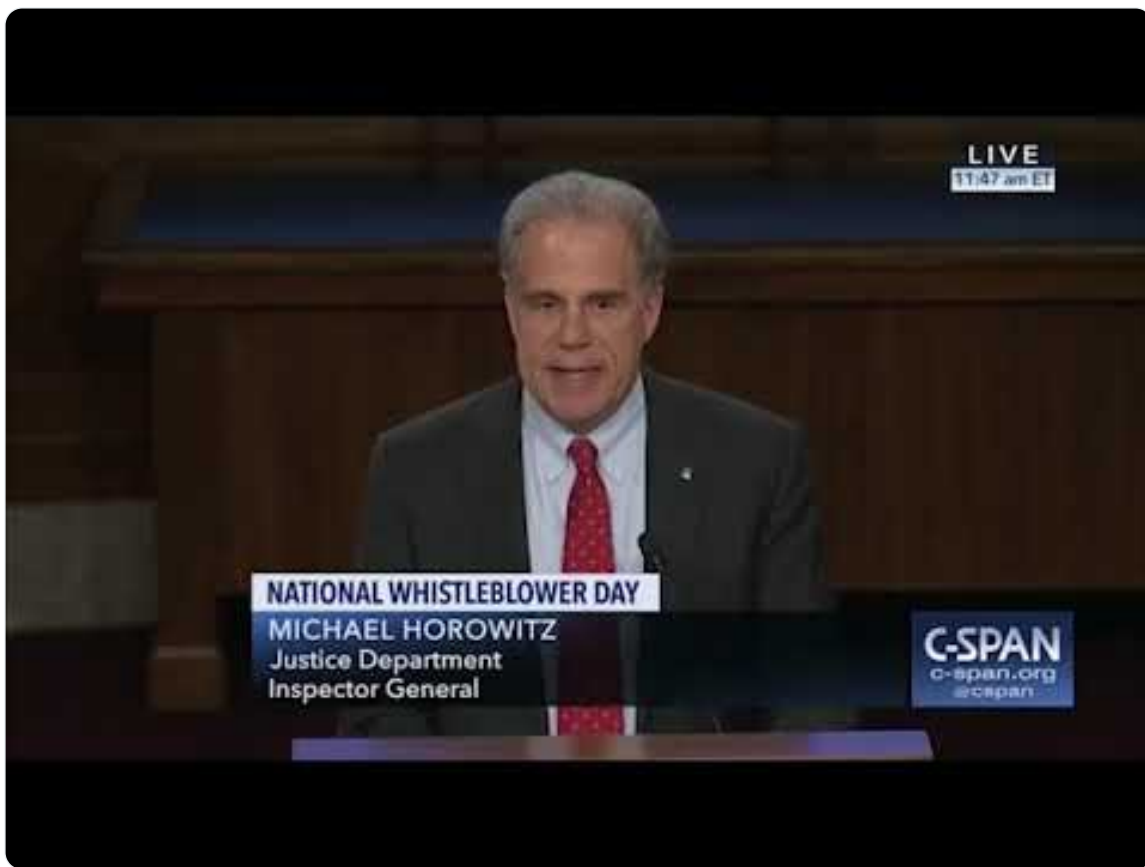 LIVE
11:47 am ET
NATIONAL WHISTLEBLOWER DAY
MICHAEL HOROWITZ
Justice Department
Inspector General
C-SPAN
c-span.org
@cspan